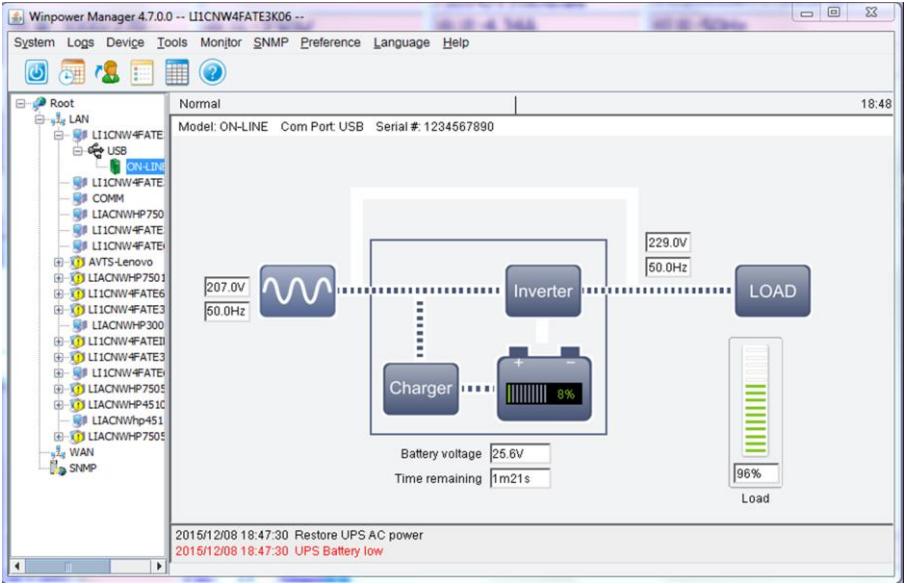 Winpower Manager 4.7.0.0 -- LI1CNW4FATE3K06 --
System Logs Device Tools Monitor SNMP Preference Language Help
Root
LAN
LI1CNW4FATE
USB
ON-LINE
LI1CNW4FATE
COMM
LIACNWHP750
LI1CNW4FATE
LI1CNW4FATE
AVTS-Lenovo
LIACNWHP7501
LI1CNW4FATE6
LI1CNW4FATE3
LIACNWHP300
LI1CNW4FATEII
LI1CNW4FATE3
LI1CNW4FATE
LIACNWHP7505
LIACNWHP4510
LIACNWhp451
LIACNWHP7505
WAN
SNMP
Normal 18:48
Model: ON-LINE Com Port: USB Serial #: 1234567890
229.0V
50.0Hz
207.0V
50.0Hz
Inverter
LOAD
Charger
+ −
8%
Battery voltage 25.6V
Time remaining 1m21s
96%
Load
2015/12/08 18:47:30 Restore UPS AC power
2015/12/08 18:47:30 UPS Battery low